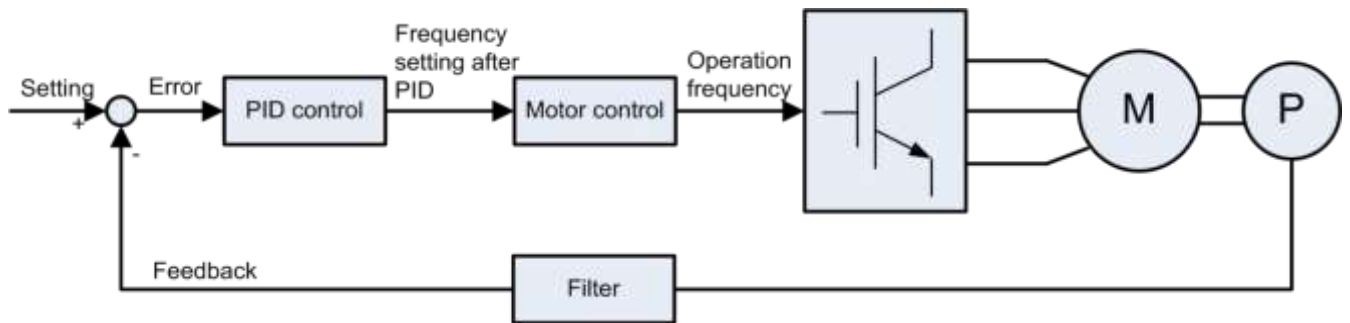 Setting
+
-
Error
PID control
Frequency
setting after
PID
Motor control
Operation
frequency
M
P
Feedback
Filter